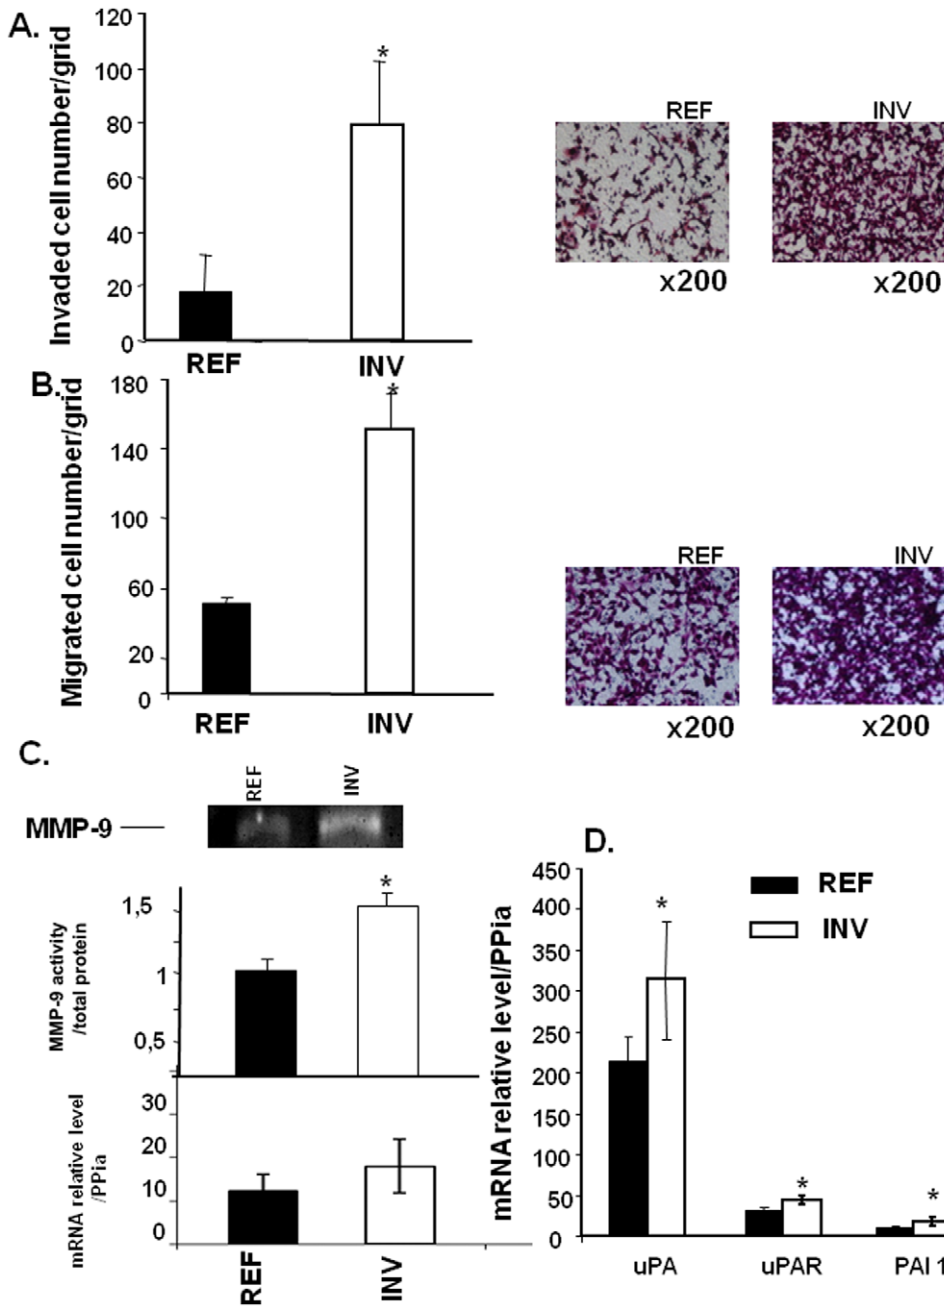 A.
Invaded cell number/grid
120
100
80
60
40
20
0
*
REF
INV
REF
INV
x200
x200
B.
Migrated cell number/grid
180
140
100
60
20
0
*
REF
INV
REF
INV
x200
x200
C.
REF
INV
MMP-9
MMP-9 activity
/total protein
1,5
1
0,5
*
mRNA relative level
/PPia
30
20
10
0
REF
INV
D.
mRNA relative level/PPia
450
400
350
300
250
200
150
100
50
0
REF
INV
*
*
*
uPA
uPAR
PAI 1